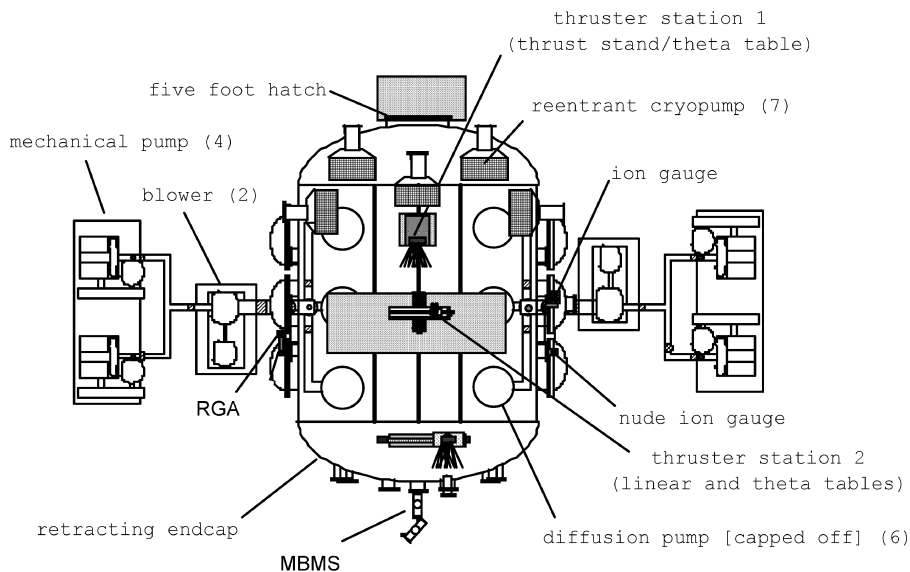 thruster station 1
(thrust stand/theta table)
five foot hatch
reentrant cryopump (7)
mechanical pump (4)
ion gauge
blower (2)
RGA
nude ion gauge
thruster station 2
(linear and theta tables)
retracting endcap
diffusion pump [capped off] (6)
MBMS